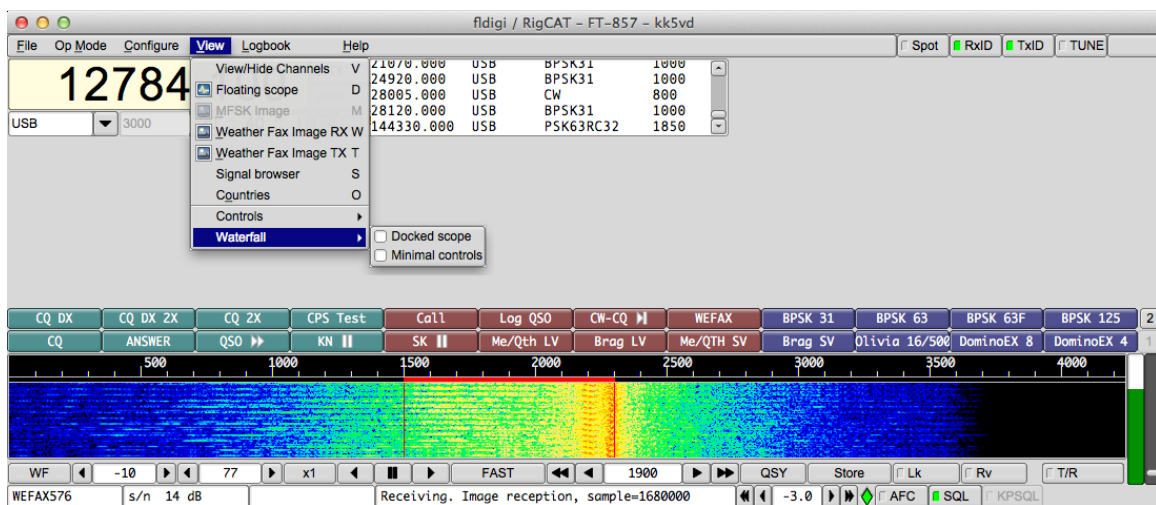 fldigi / RigCAT – FT-857 – kk5vd
File Op Mode Configure View Logbook Help Spot RxID TxID TUNE
12784
View/Hide Channels V
Floating scope D
MFSK Image M
Weather Fax Image RX W
Weather Fax Image TX T
Signal browser S
Countries O
Controls
Waterfall
Docked scope
Minimal controls
21070.000 USB BPSK31 1000
24920.000 USB BPSK31 1000
28005.000 USB CW 800
28120.000 USB BPSK31 1000
144330.000 USB PSK63RC32 1850
USB 3000
CQ DX CQ DX 2X CQ 2X CPS Test Call Log QSO CW-CQ WEFAX BPSK 31 BPSK 63 BPSK 63F BPSK 125 2
CQ ANSWER QSO KN SK Me/Qth LV Brag LV Me/QTH SV Brag SV Olivia 16/500 DominoEX 8 DominoEX 4 1
500 1000 1500 2000 2500 3000 3500 4000
WF -10 77 x1 FAST 1900 QSY Store Lk Rv T/R
WEFAX576 s/n 14 dB Receiving. Image reception, sample=1680000 -3.0 AFC SQL KPSQL